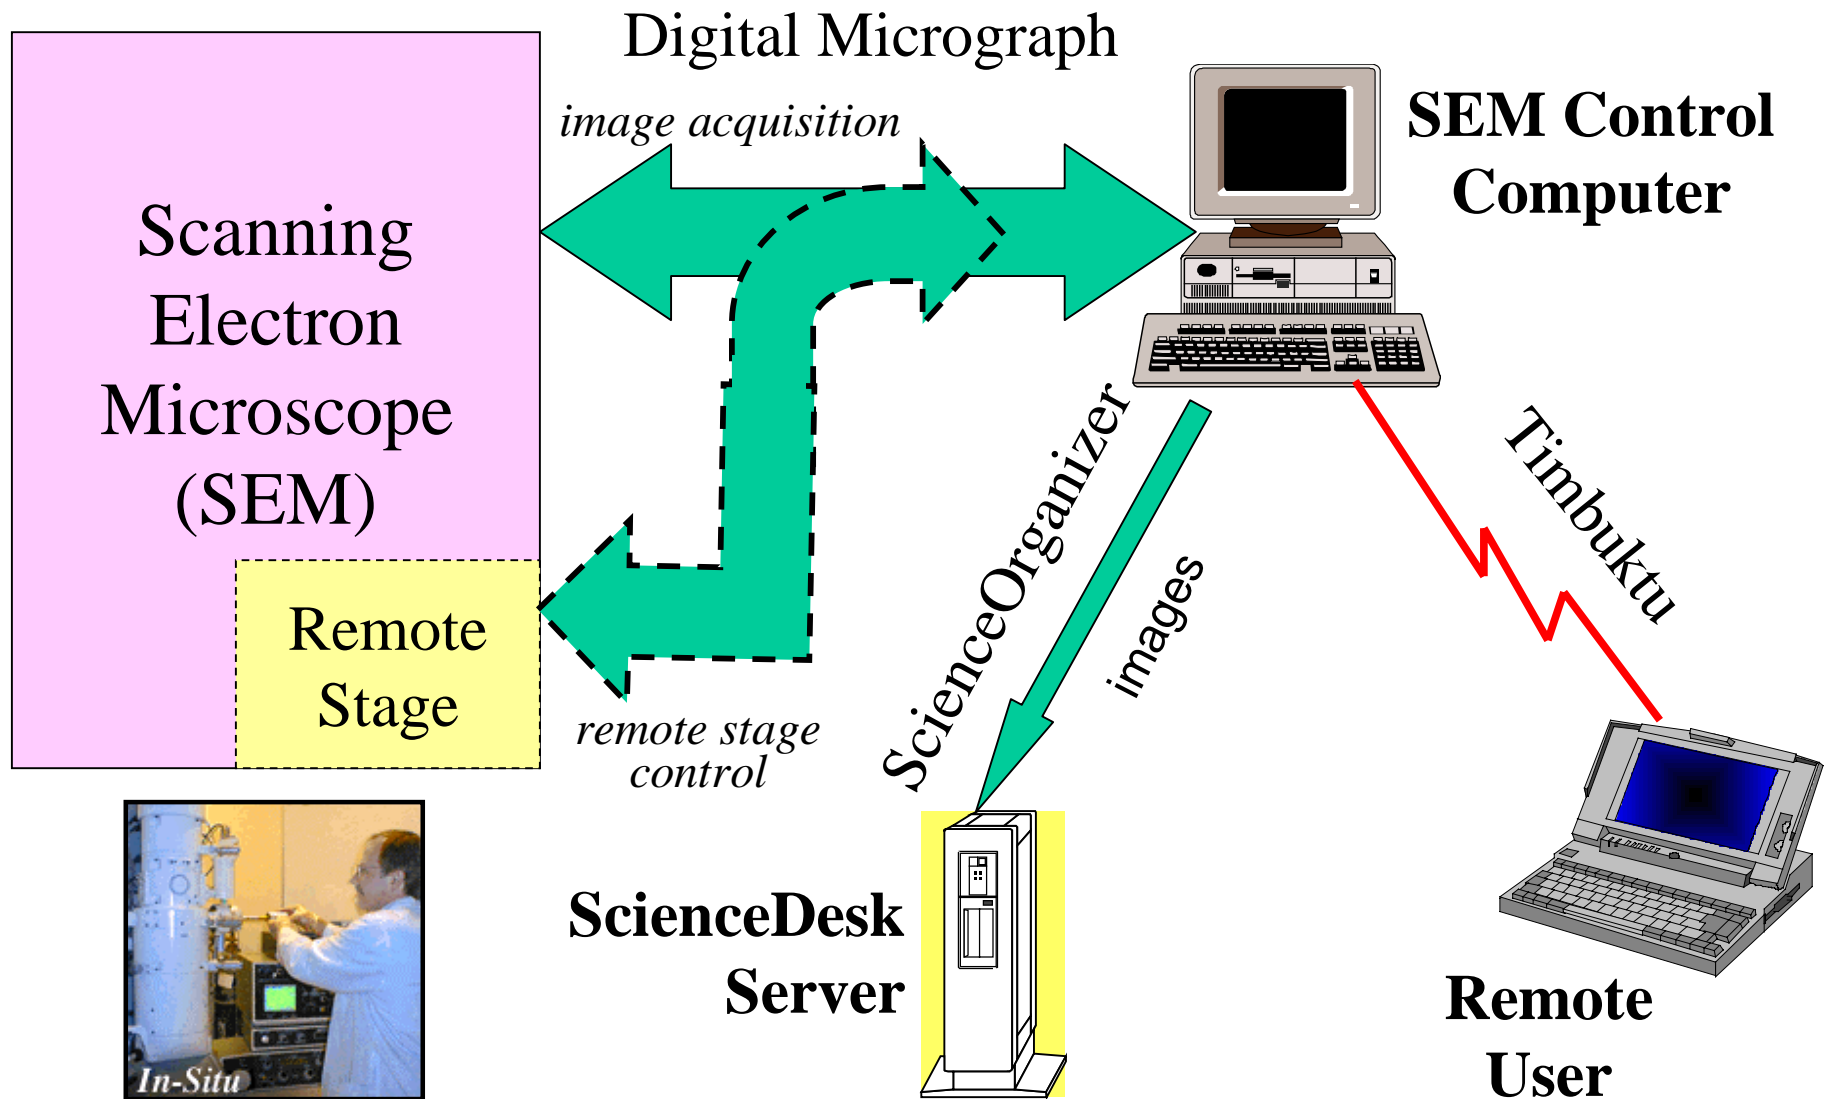 Digital Micrograph
image acquisition
SEM Control
Computer
Scanning
Electron
Microscope
(SEM)
Remote
Stage
remote stage
control
ScienceOrganizer
images
Timbuktu
In-Situ
ScienceDesk
Server
Remote
User